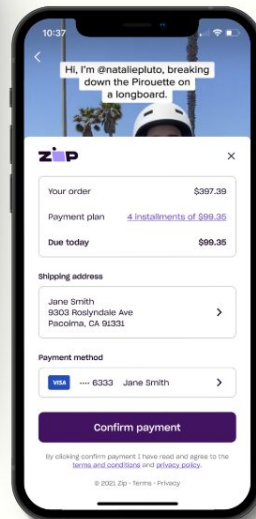 10:37
Hi, I'm @nataliepluto, breaking
down the Pirouette on
a longboard.
zip
Your order $397.39
Payment plan 4 installments of $99.35
Due today $99.35
Shipping address
Jane Smith
9303 Roslyndale Ave
Pacoima, CA 91331
Payment method
VISA •••• 6333 Jane Smith
Confirm payment
By clicking confirm payment I have read and agree to the
terms and conditions and privacy policy.
© 2021 Zip - Terms - Privacy